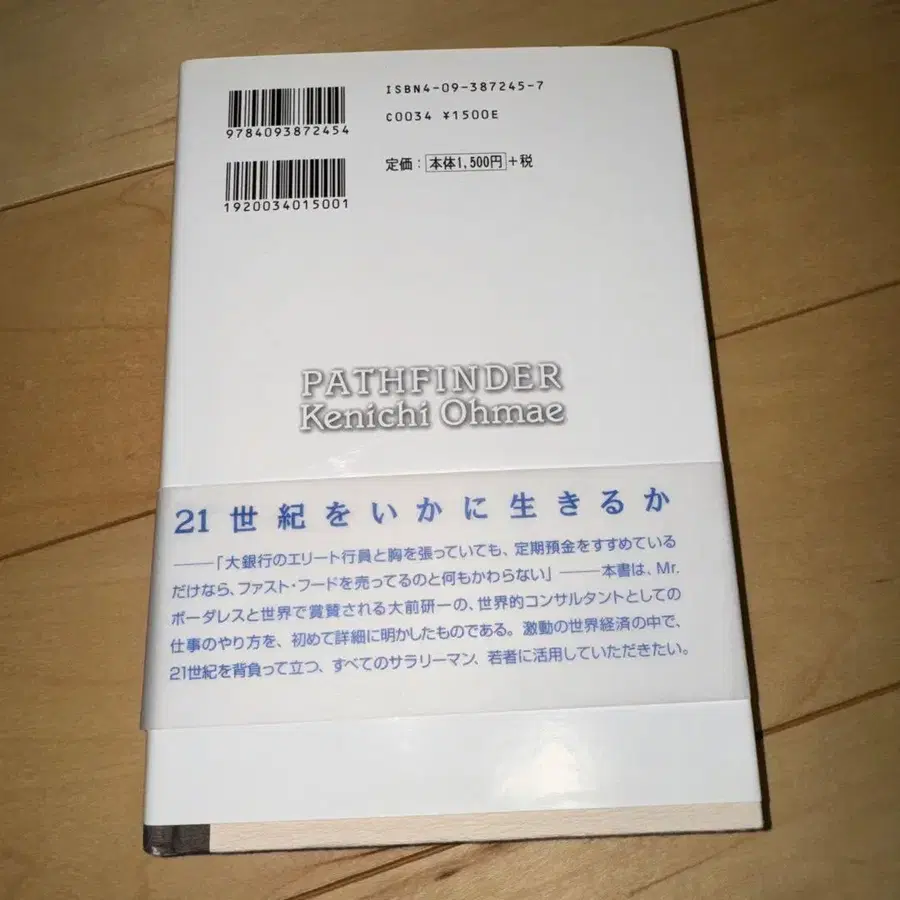 ISBN4-09-387245-7
9784093872454
C0034 ¥1500E
定価：本体1,500円+税
1920034015001
PATHFINDER
Kenichi Ohmae
21世紀をいかに生きるか
――「大銀行のエリート行員と胸を張っていても、定期預金をすすめている
だけなら、ファスト・フードを売ってるのと何もかわらない」――本書は、Mr.
ボーダレスと世界で賞賛される大前研一の、世界的コンサルタントとしての
仕事のやり方を、初めて詳細に明かしたものである。激動の世界経済の中で、
21世紀を背負って立つ、すべてのサラリーマン、若者に活用していただきたい。